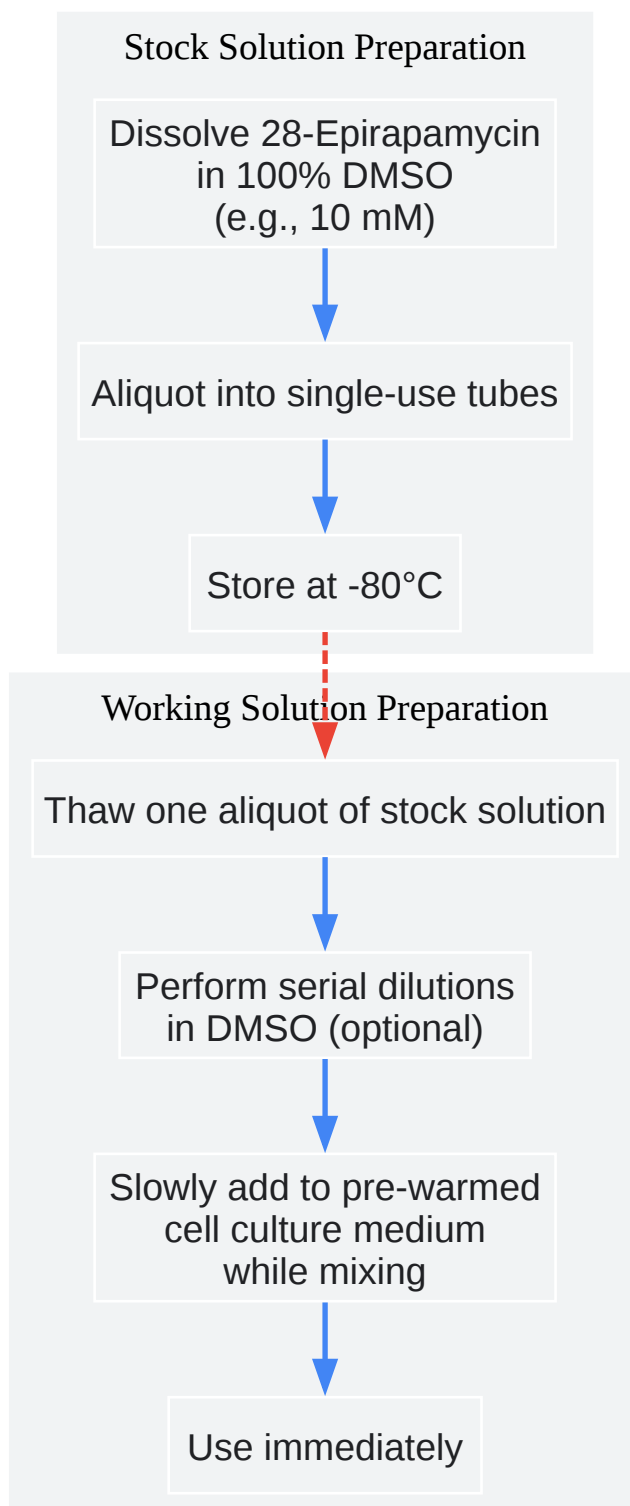 Stock Solution Preparation
Dissolve 28-Epirapamycin
in 100% DMSO
(e.g., 10 mM)
Aliquot into single-use tubes
Store at -80°C
Working Solution Preparation
Thaw one aliquot of stock solution
Perform serial dilutions
in DMSO (optional)
Slowly add to pre-warmed
cell culture medium
while mixing
Use immediately